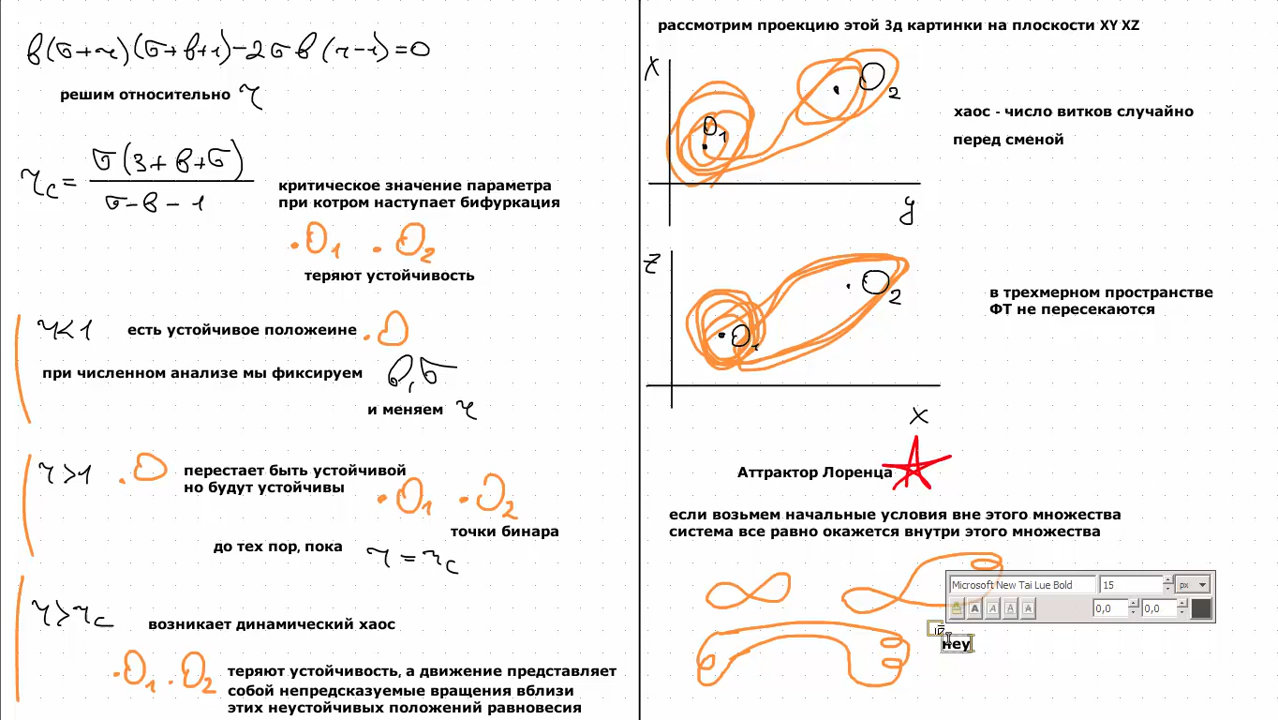 в(σ+r)(σ+в+1)-2σв(r-1)=0
решим относительно r
r_c = σ(3+в+σ) / σ-в-1
критическое значение параметра
при котром наступает бифуркация
.O₁ .O₂
теряют устойчивость
r<1 есть устойчивое положеине .O
при численном анализе мы фиксируем в,σ
и меняем r
r>1 .O перестает быть устойчивой
но будут устойчивы .O₁ .O₂
точки бинара
до тех пор, пока r=r_c
r>r_c возникает динамический хаос
.O₁ .O₂ теряют устойчивость, а движение представляет
собой непредсказуемые вращения вблизи
этих неустойчивых положений равновесия
рассмотрим проекцию этой 3д картинки на плоскости XY XZ
X
O₁
O₂
y
хаос - число витков случайно
перед сменой
Z
O₁
O₂
X
в трехмерном пространстве
ФТ не пересекаются
Аттрактор Лоренца
если возьмем начальные условия вне этого множества
система все равно окажется внутри этого множества
Microsoft New Tai Lue Bold 15 px
A A A A 0,0 0,0
неу